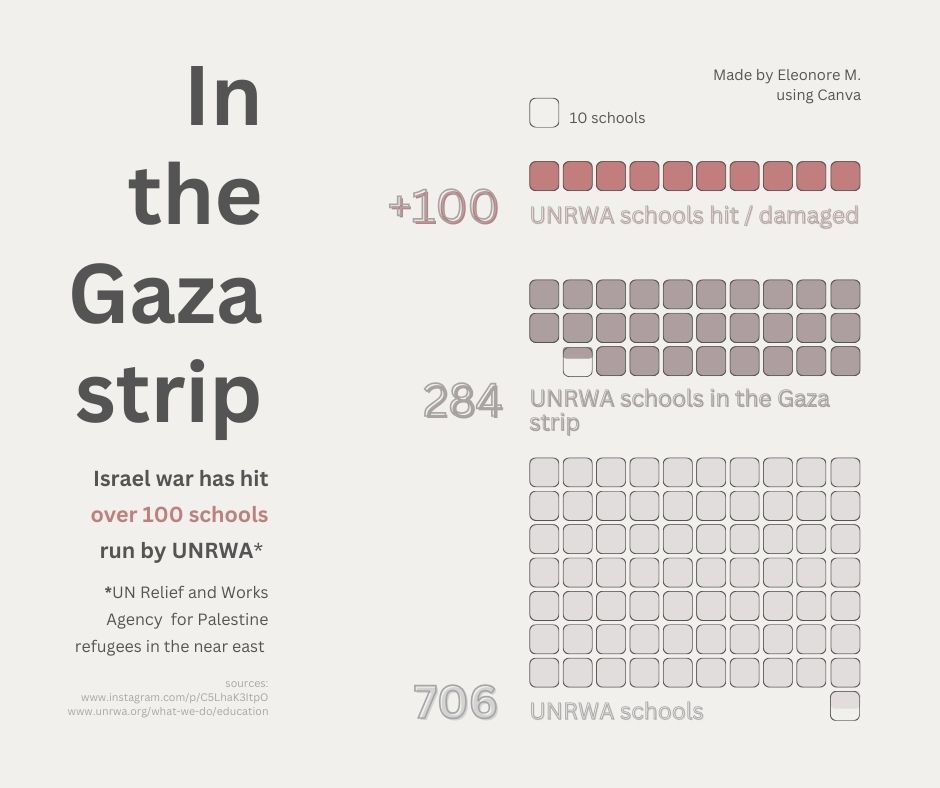 In
the
Gaza
strip
Israel war has hit
over 100 schools
run by UNRWA*
*UN Relief and Works
Agency for Palestine
refugees in the near east
sources:
www.instagram.com/p/C5LhaK3ItpO
www.unrwa.org/what-we-do/education
Made by Eleonore M.
using Canva
10 schools
+100
UNRWA schools hit / damaged
284
UNRWA schools in the Gaza
strip
706
UNRWA schools